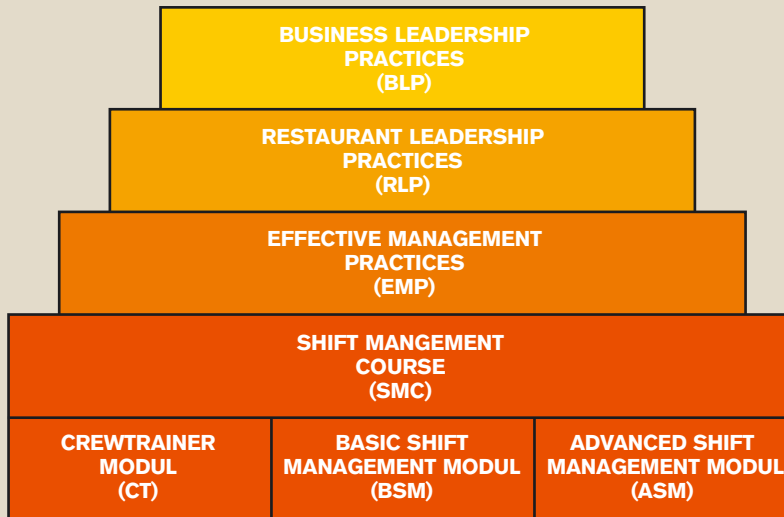 BUSINESS LEADERSHIP
PRACTICES
(BLP)
RESTAURANT LEADERSHIP
PRACTICES
(RLP)
EFFECTIVE MANAGEMENT
PRACTICES
(EMP)
SHIFT MANGEMENT
COURSE
(SMC)
CREWTRAINER
MODUL
(CT)
BASIC SHIFT
MANAGEMENT MODUL
(BSM)
ADVANCED SHIFT
MANAGEMENT MODUL
(ASM)